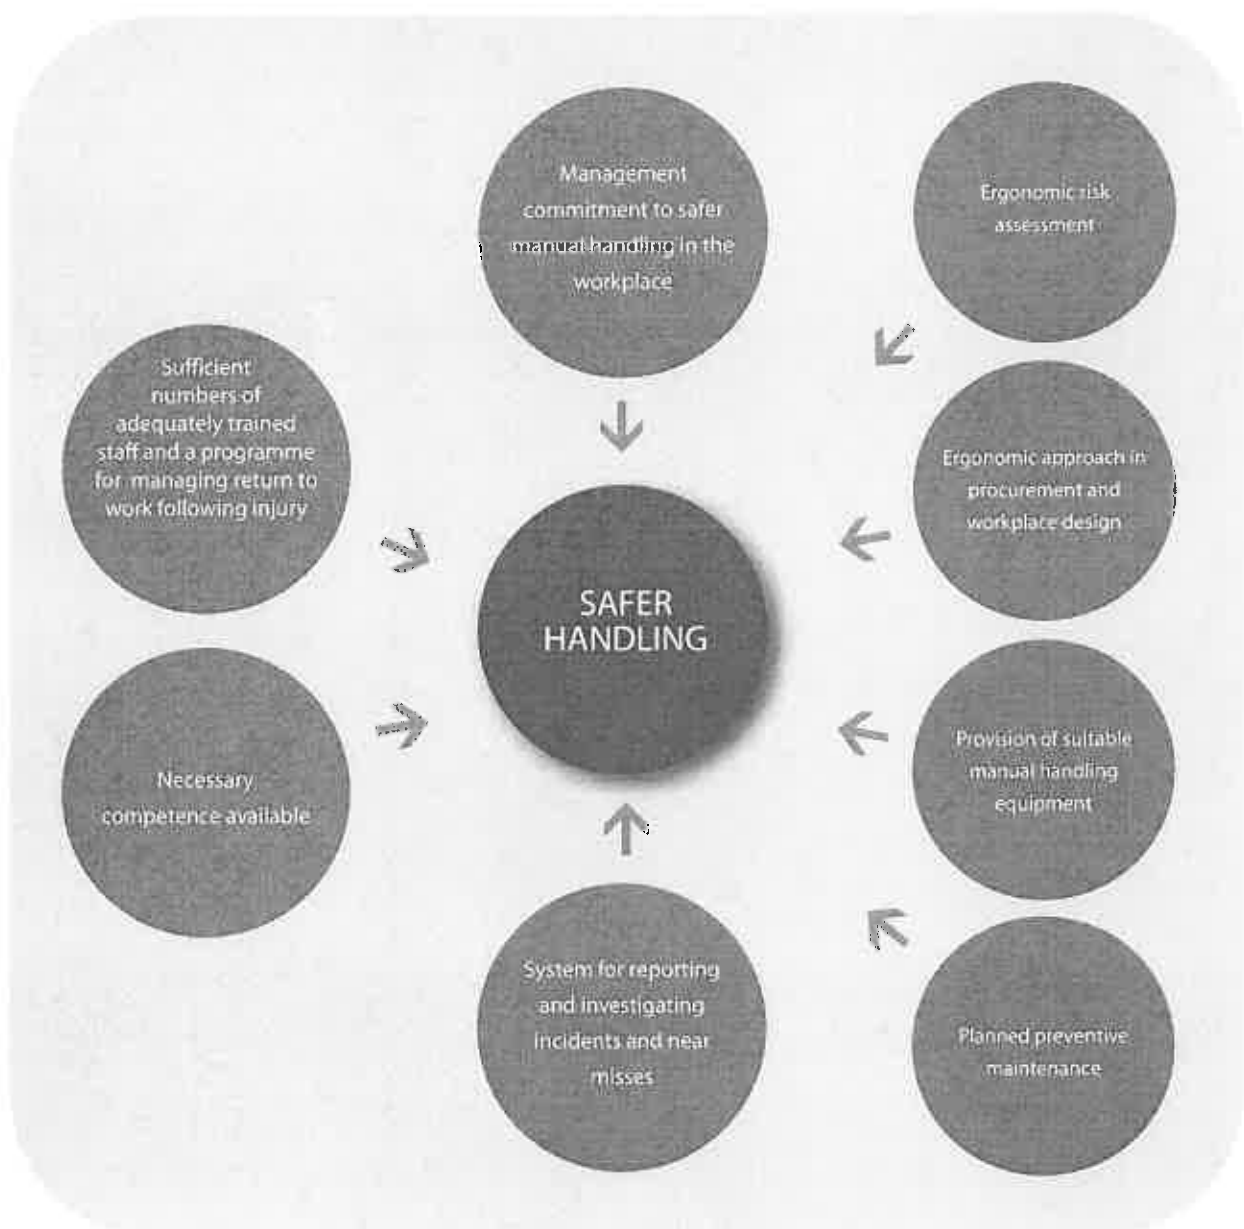 Management
commitment to safer
manual handling in the
workplace
Ergonomic risk
assessment
Sufficient
numbers of
adequately trained
staff and a programme
for managing return to
work following injury
Ergonomic approach in
procurement and
workplace design
SAFER
HANDLING
Necessary
competence available
Provision of suitable
manual handling
equipment
System for reporting
and investigating
incidents and near
misses
Planned preventive
maintenance